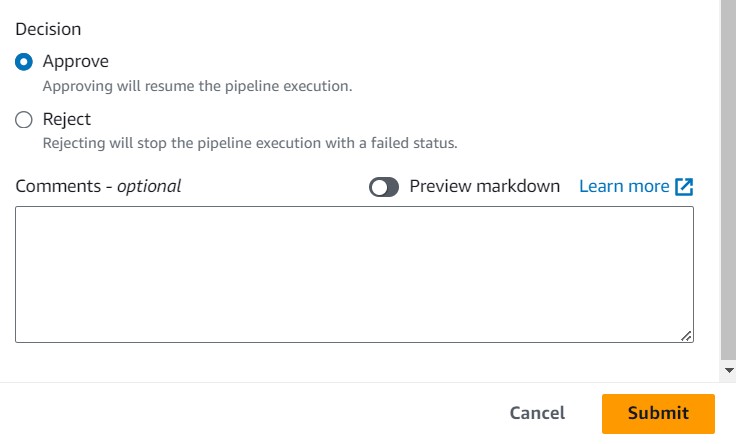 Decision
Approve
Approving will resume the pipeline execution.
Reject
Rejecting will stop the pipeline execution with a failed status.
Comments - optional Preview markdown Learn more
Cancel Submit